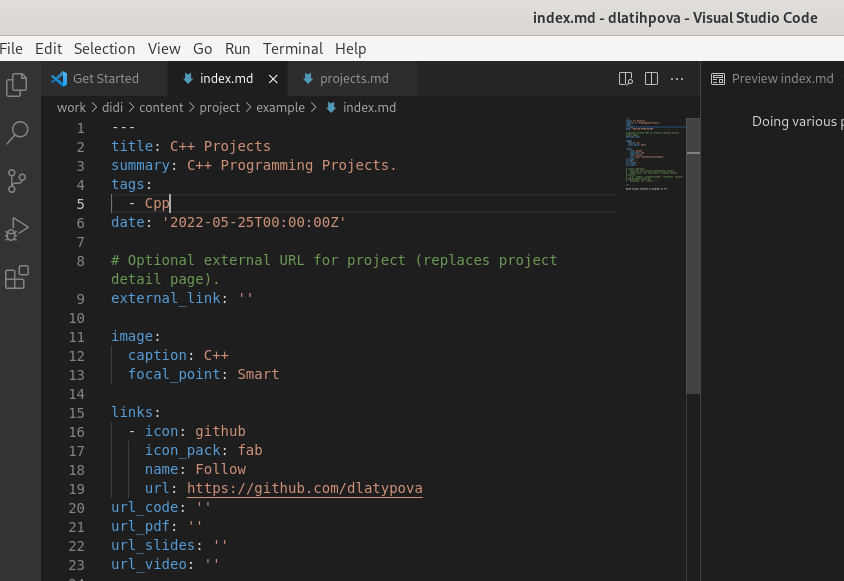 index.md - dlatihpova - Visual Studio Code
File Edit Selection View Go Run Terminal Help
Get Started index.md projects.md Preview index.md
work > didi > content > project > example > index.md
Doing various
1 ---
2 title: C++ Projects
3 summary: C++ Programming Projects.
4 tags:
5 - Cpp
6 date: '2022-05-25T00:00:00Z'
7
8 # Optional external URL for project (replaces project
detail page).
9 external_link: ''
10
11 image:
12 caption: C++
13 focal_point: Smart
14
15 links:
16 - icon: github
17 icon_pack: fab
18 name: Follow
19 url: https://github.com/dlatypova
20 url_code: ''
21 url_pdf: ''
22 url_slides: ''
23 url_video: ''